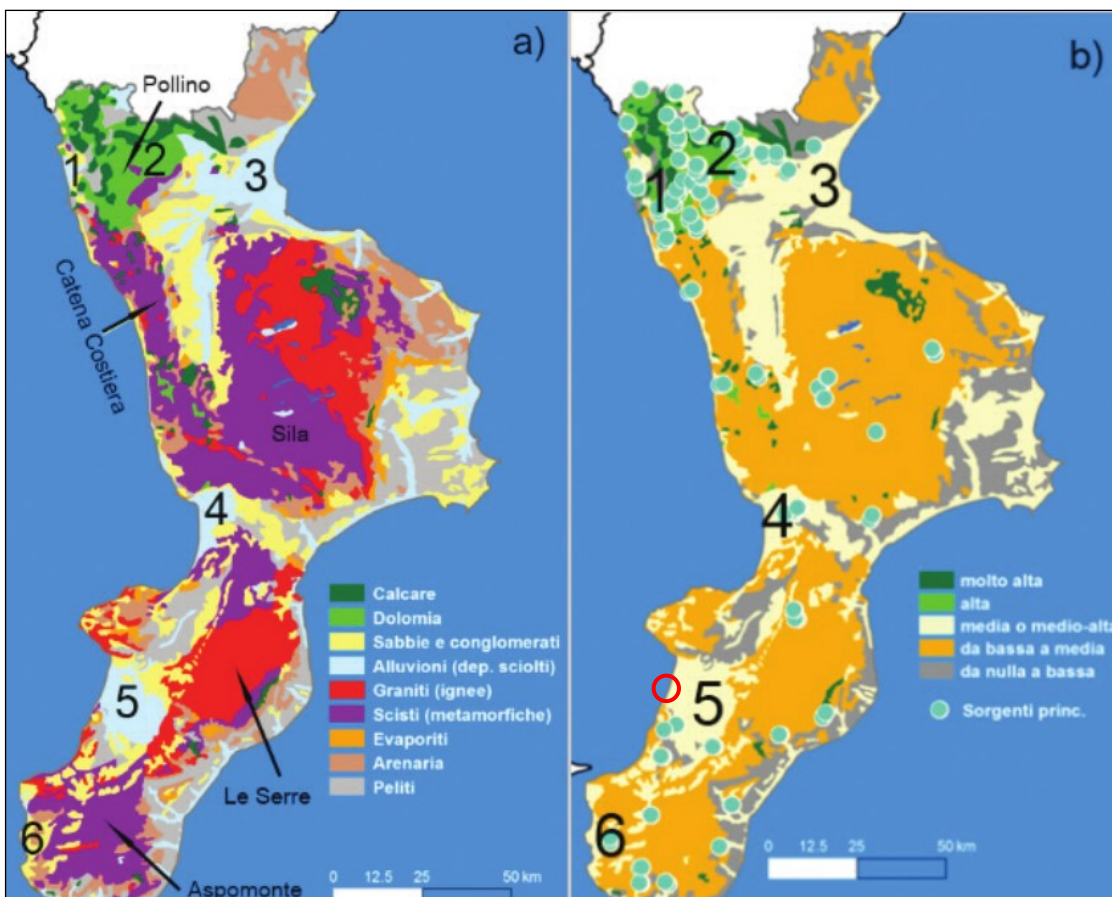 a)
Pollino
1
2
3
Catena Costiera
Sila
4
Calcare
Dolomia
Sabbie e conglomerati
Alluvioni (dep. sciolti)
Graniti (ignee)
Scisti (metamorfiche)
Evaporiti
Arenaria
Peliti
5
Le Serre
6
Aspomonte
0 12.5 25 50 km
b)
1
2
3
4
molto alta
alta
media o medio-alta
da bassa a media
da nulla a bassa
Sorgenti princ.
5
6
0 12.5 25 50 km